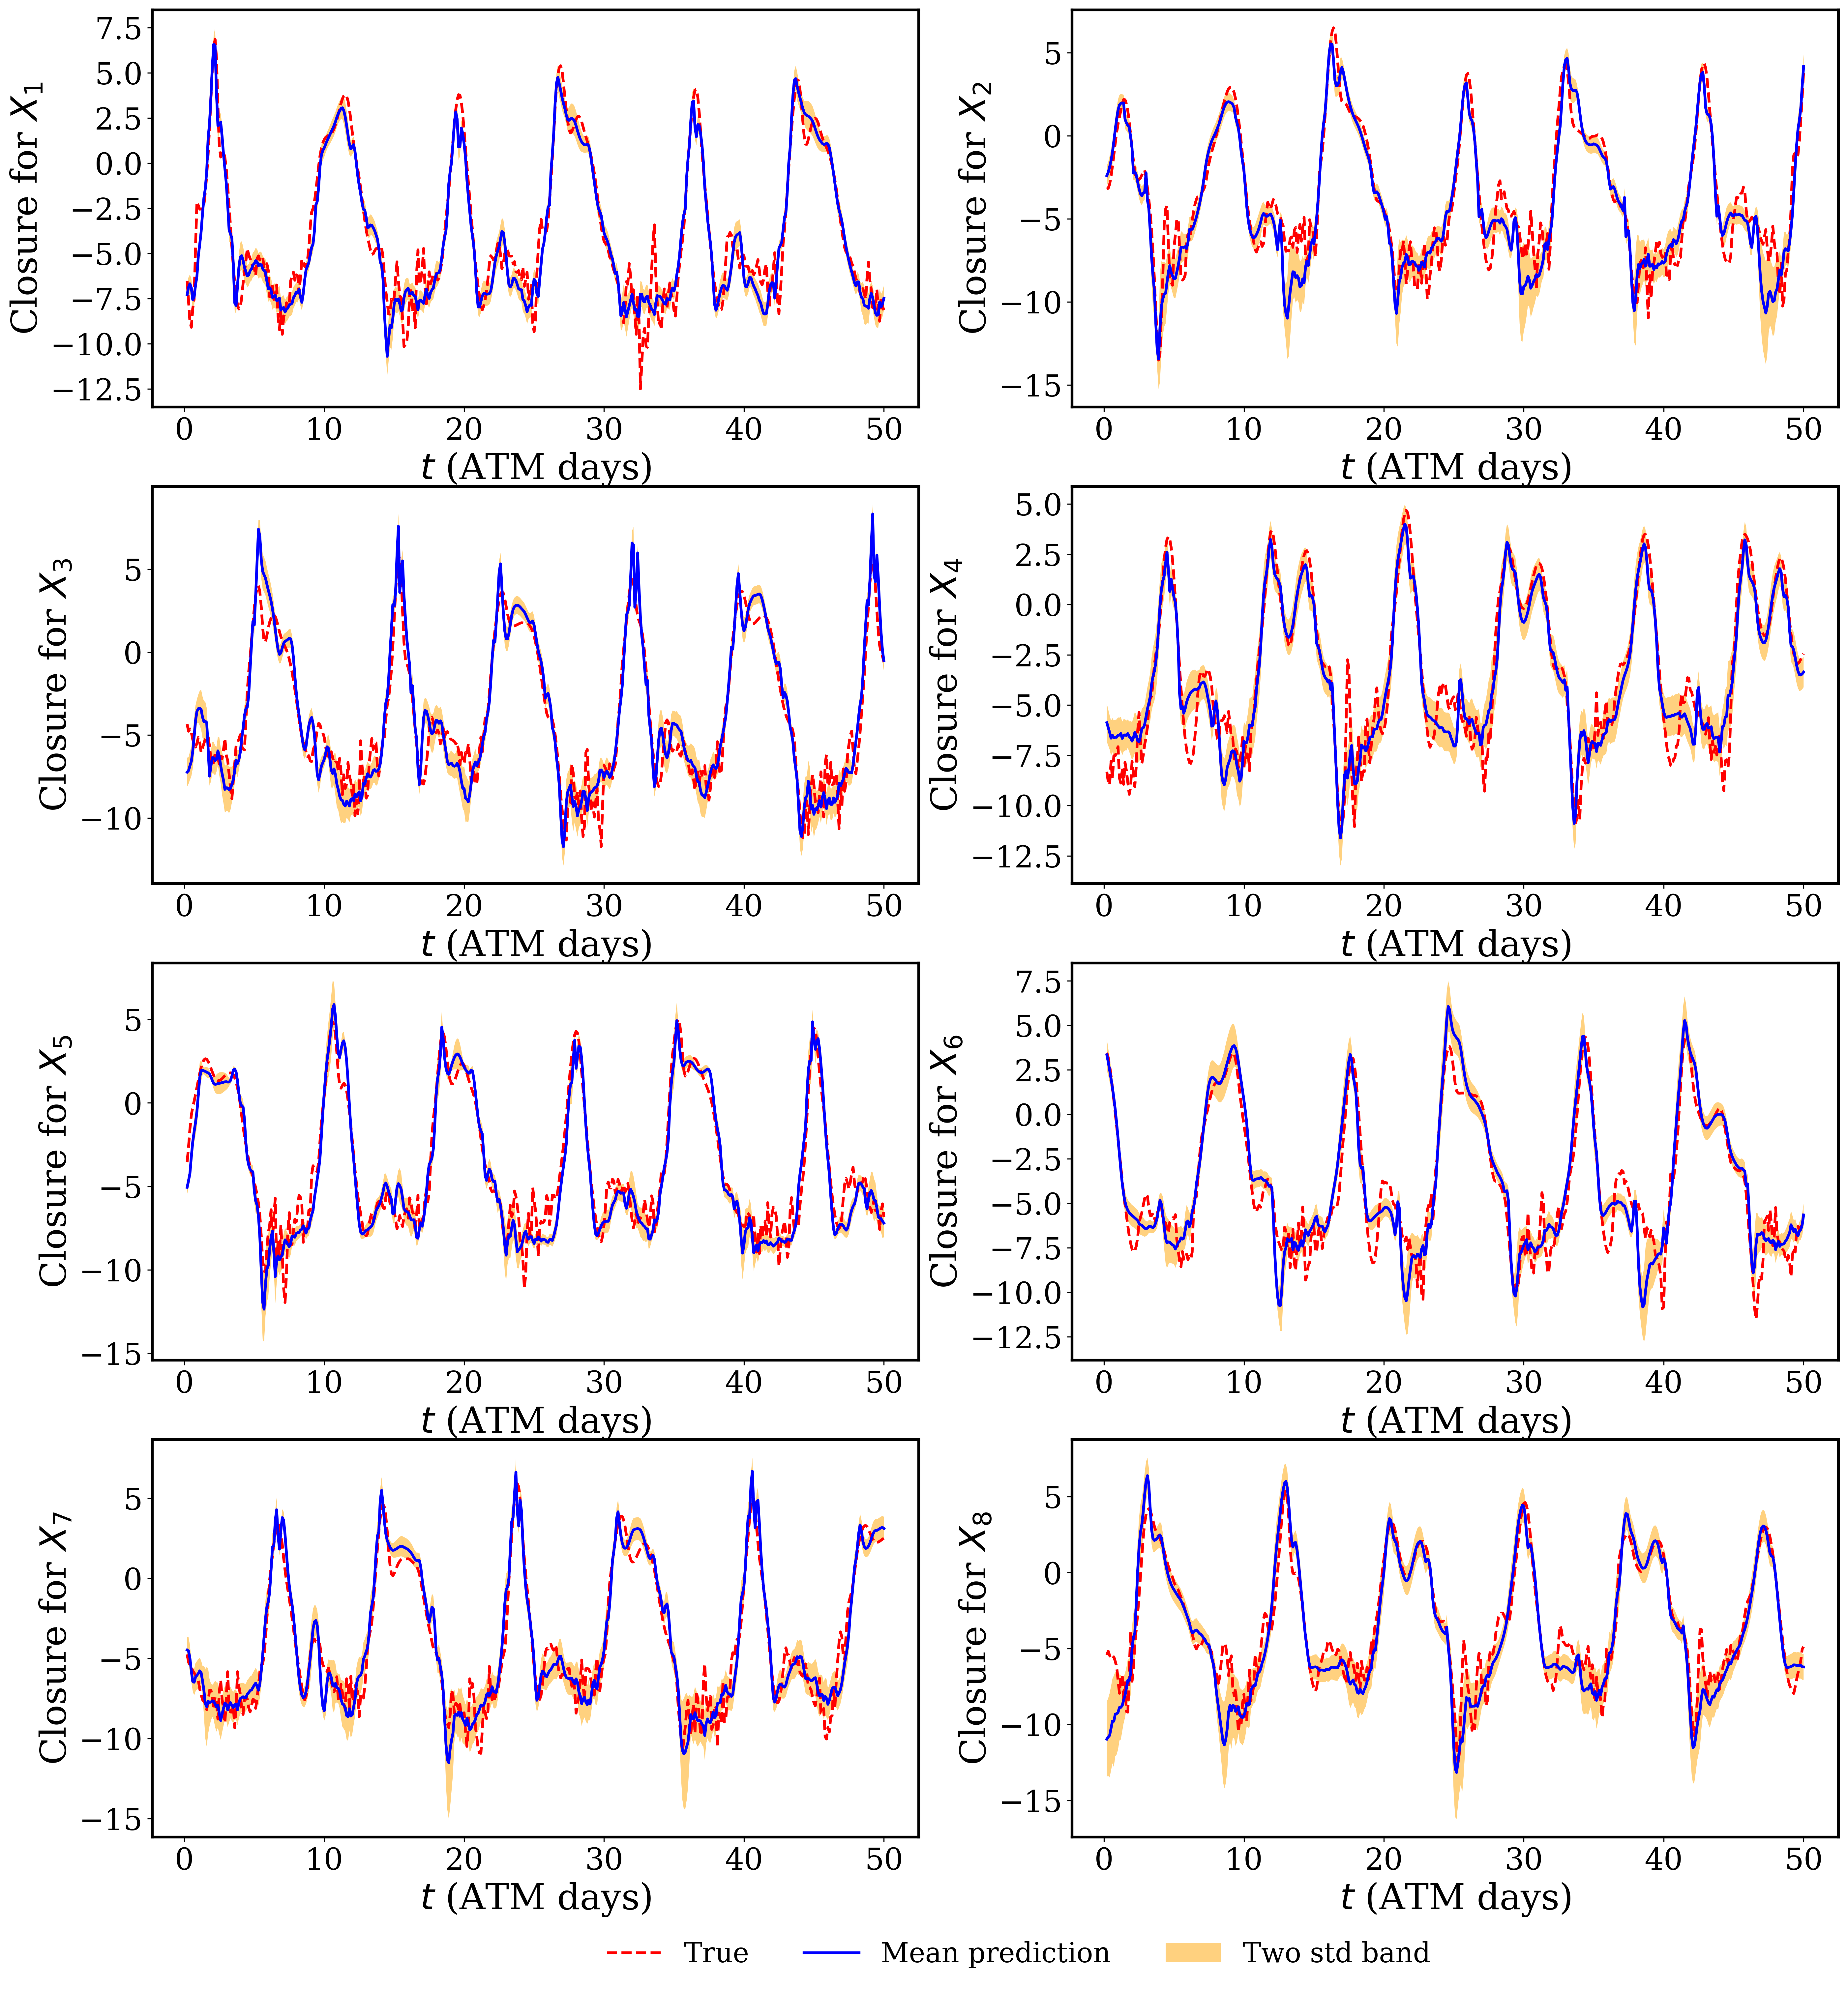 Closure for X₁
7.5
5.0
2.5
0.0
−2.5
−5.0
−7.5
−10.0
−12.5
0 10 20 30 40 50
t (ATM days)
Closure for X₂
5
0
−5
−10
−15
0 10 20 30 40 50
t (ATM days)
Closure for X₃
5
0
−5
−10
0 10 20 30 40 50
t (ATM days)
Closure for X₄
5.0
2.5
0.0
−2.5
−5.0
−7.5
−10.0
−12.5
0 10 20 30 40 50
t (ATM days)
Closure for X₅
5
0
−5
−10
−15
0 10 20 30 40 50
t (ATM days)
Closure for X₆
7.5
5.0
2.5
0.0
−2.5
−5.0
−7.5
−10.0
−12.5
0 10 20 30 40 50
t (ATM days)
Closure for X₇
5
0
−5
−10
−15
0 10 20 30 40 50
t (ATM days)
Closure for X₈
5
0
−5
−10
−15
0 10 20 30 40 50
t (ATM days)
True Mean prediction Two std band